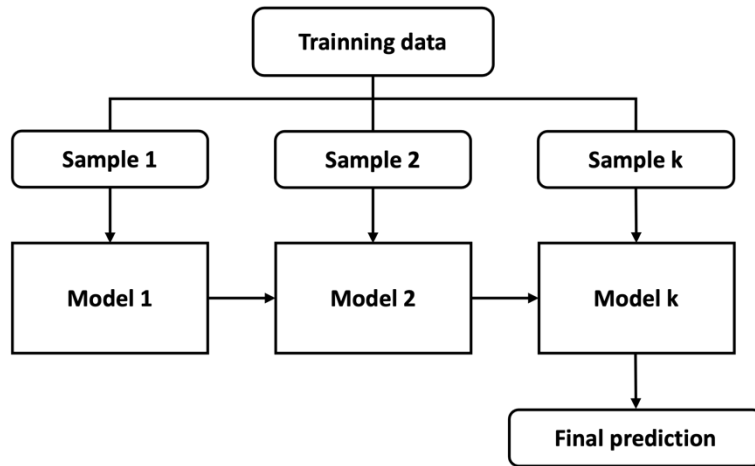 Trainning data
Sample 1
Sample 2
Sample k
Model 1
Model 2
Model k
Final prediction